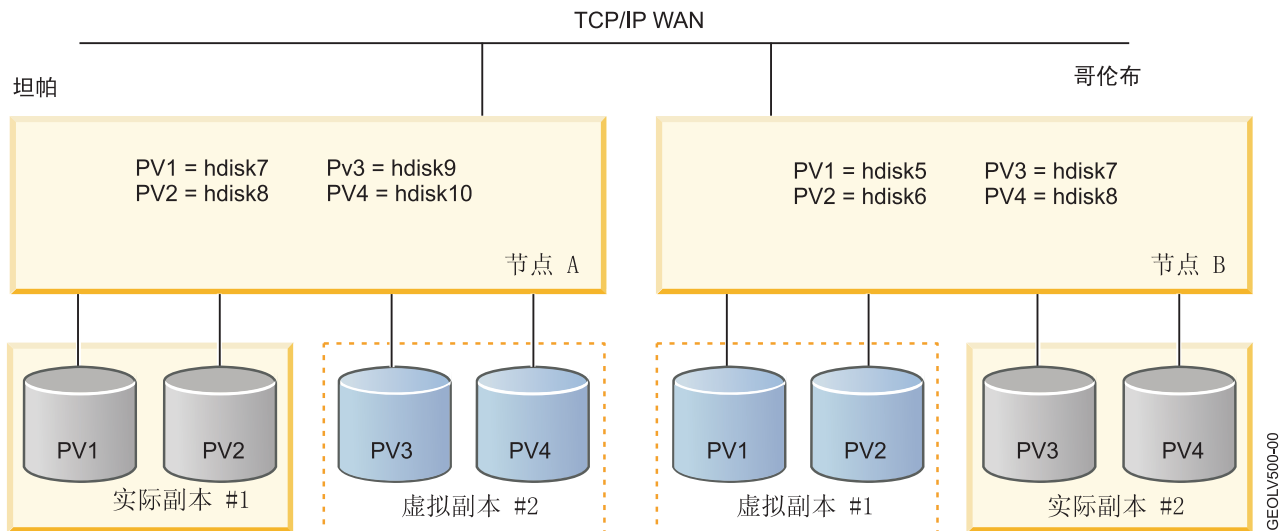 TCP/IP WAN
坦帕
哥伦布
PV1 = hdisk7 Pv3 = hdisk9
PV2 = hdisk8 PV4 = hdisk10
节点 A
PV1 = hdisk5 PV3 = hdisk7
PV2 = hdisk6 PV4 = hdisk8
节点 B
PV1 PV2 PV3 PV4 PV1 PV2 PV3 PV4
实际副本 #1 虚拟副本 #2 虚拟副本 #1 实际副本 #2
GEOLV500-00